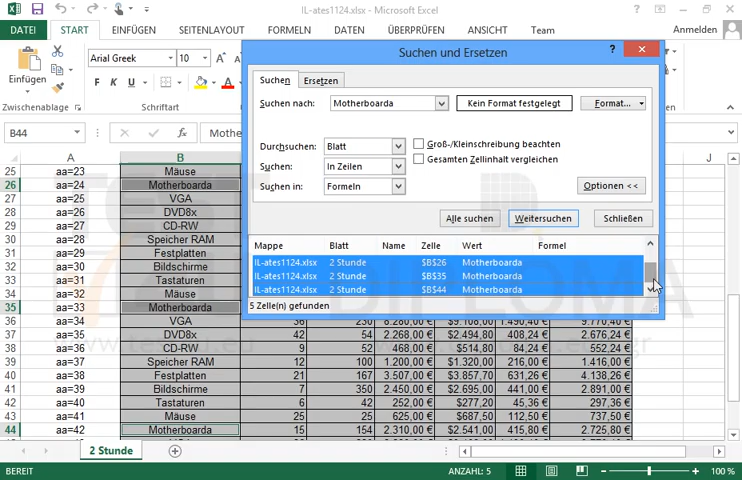 IL-ates1124.xlsx - Microsoft Excel
DATEI START EINFÜGEN SEITENLAYOUT FORMELN DATEN ÜBERPRÜFEN ANSICHT Team Anmelden
Arial Greek 10
Einfügen F K U
Zwischenablage Schriftart
Suchen und Ersetzen
Suchen Ersetzen
Suchen nach: Motherboarda Kein Format festgelegt Format...
Durchsuchen: Blatt Groß-/Kleinschreibung beachten
Suchen: In Zeilen Gesamten Zellinhalt vergleichen
Suchen in: Formeln Optionen <<
Alle suchen Weitersuchen Schließen
Mappe Blatt Name Zelle Wert Formel
IL-ates1124.xlsx 2 Stunde $B$26 Motherboarda
IL-ates1124.xlsx 2 Stunde $B$35 Motherboarda
IL-ates1124.xlsx 2 Stunde $B$44 Motherboarda
5 Zelle(n) gefunden
B44 fx
A B J
25 aa=23 Mäuse
26 aa=24 Motherboarda
27 aa=25 VGA
28 aa=26 DVD8x
29 aa=27 CD-RW
30 aa=28 Speicher RAM
31 aa=29 Festplatten
32 aa=30 Bildschirme
33 aa=31 Tastaturen
34 aa=32 Mäuse
35 aa=33 Motherboarda
36 aa=34 VGA 36 230 8.280,00 € $9.108,00 1.490,40 € 9.770,40 €
37 aa=35 DVD8x 42 54 2.268,00 € $2.494,80 408,24 € 2.676,24 €
38 aa=36 CD-RW 9 52 468,00 € $514,80 84,24 € 552,24 €
39 aa=37 Speicher RAM 12 100 1.200,00 € $1.320,00 216,00 € 1.416,00 €
40 aa=38 Festplatten 21 167 3.507,00 € $3.857,70 631,26 € 4.138,26 €
41 aa=39 Bildschirme 7 350 2.450,00 € $2.695,00 441,00 € 2.891,00 €
42 aa=40 Tastaturen 6 42 252,00 € $277,20 45,36 € 297,36 €
43 aa=41 Mäuse 25 25 625,00 € $687,50 112,50 € 737,50 €
44 aa=42 Motherboarda 15 154 2.310,00 € $2.541,00 415,80 € 2.725,80 €
2 Stunde
BEREIT ANZAHL: 5 100 %